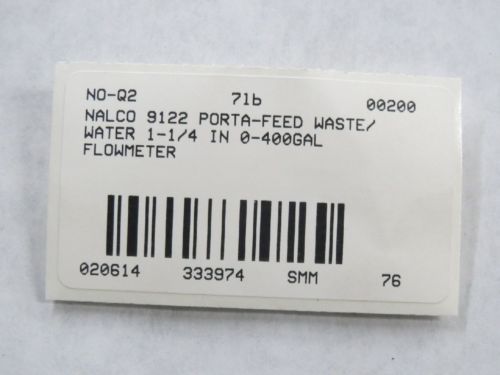 NO-Q2 7lb 00200
NALCO 9122 PORTA-FEED WASTE/
WATER 1-1/4 IN 0-400GAL
FLOWMETER
020614 333974 SMM 76